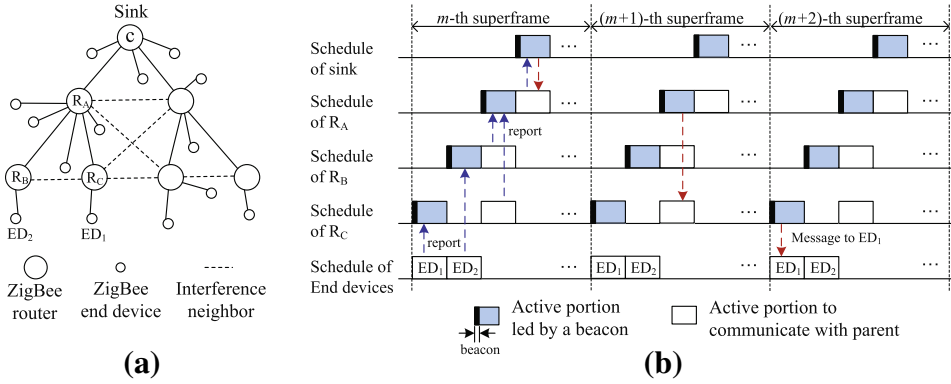 Sink
C
R_A
R_B
R_C
ED_2
ED_1
ZigBee router
ZigBee end device
Interference neighbor
(a)
m-th superframe
(m+1)-th superframe
(m+2)-th superframe
Schedule of sink
...
...
...
Schedule of R_A
...
...
...
report
Schedule of R_B
...
...
...
Schedule of R_C
...
...
...
report
Message to ED_1
Schedule of End devices
ED_1
ED_2
...
ED_1
ED_2
...
ED_1
ED_2
...
beacon
Active portion led by a beacon
Active portion to communicate with parent
(b)